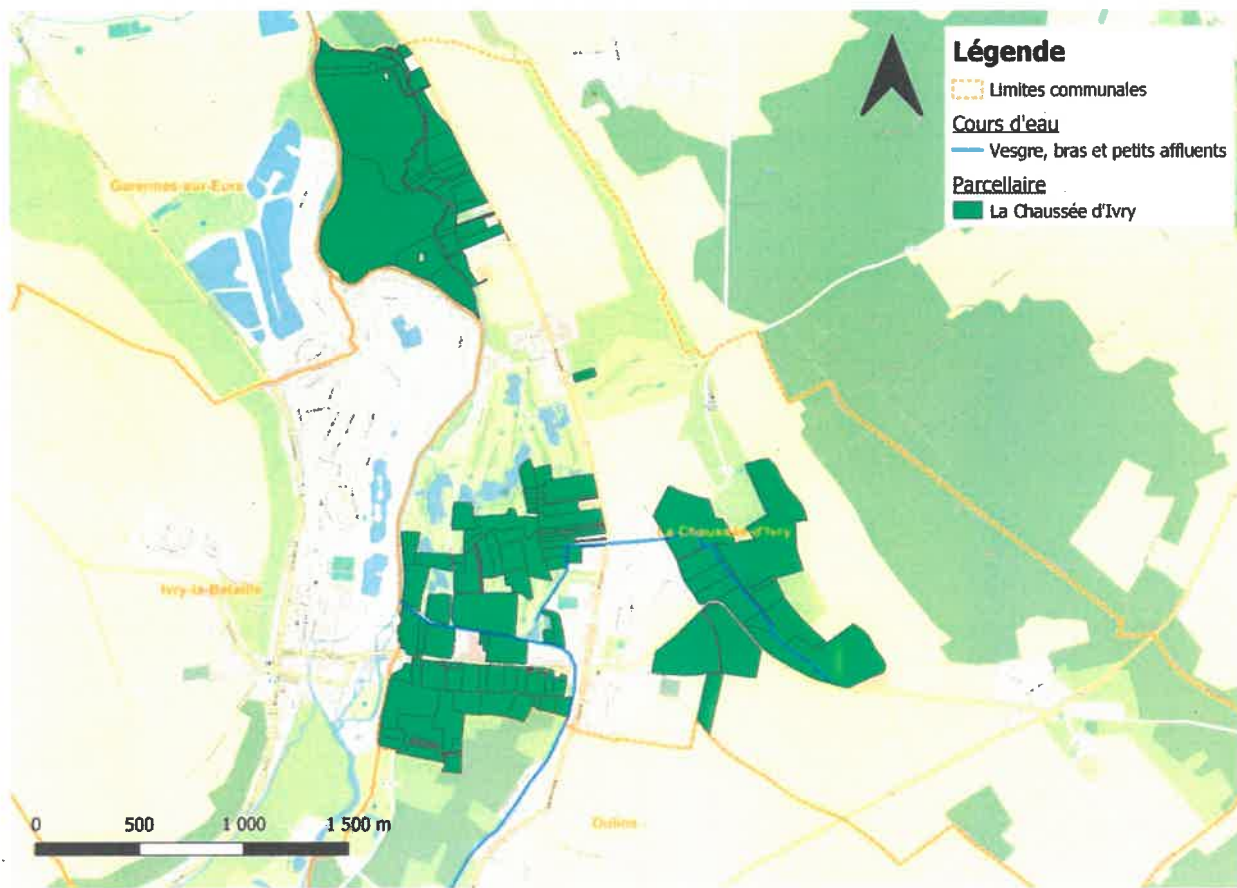 Légende
Limites communales
Cours d'eau
Vesgre, bras et petits affluents
Parcellaire
La Chaussée d'Ivry
Garennes-sur-Eure
La Chaussée d'Ivry
Ivry-la-Bataille
Oulins
0 500 1 000 1 500 m